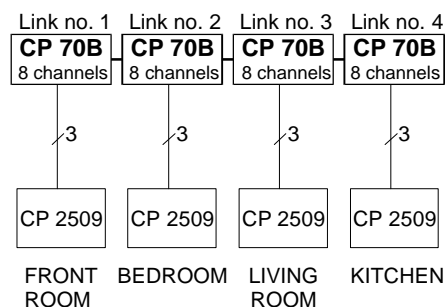 Link no. 1 Link no. 2 Link no. 3 Link no. 4
CP 70B CP 70B CP 70B CP 70B
8 channels 8 channels 8 channels 8 channels
3 3 3 3
CP 2509 CP 2509 CP 2509 CP 2509
FRONT BEDROOM LIVING KITCHEN
ROOM ROOM